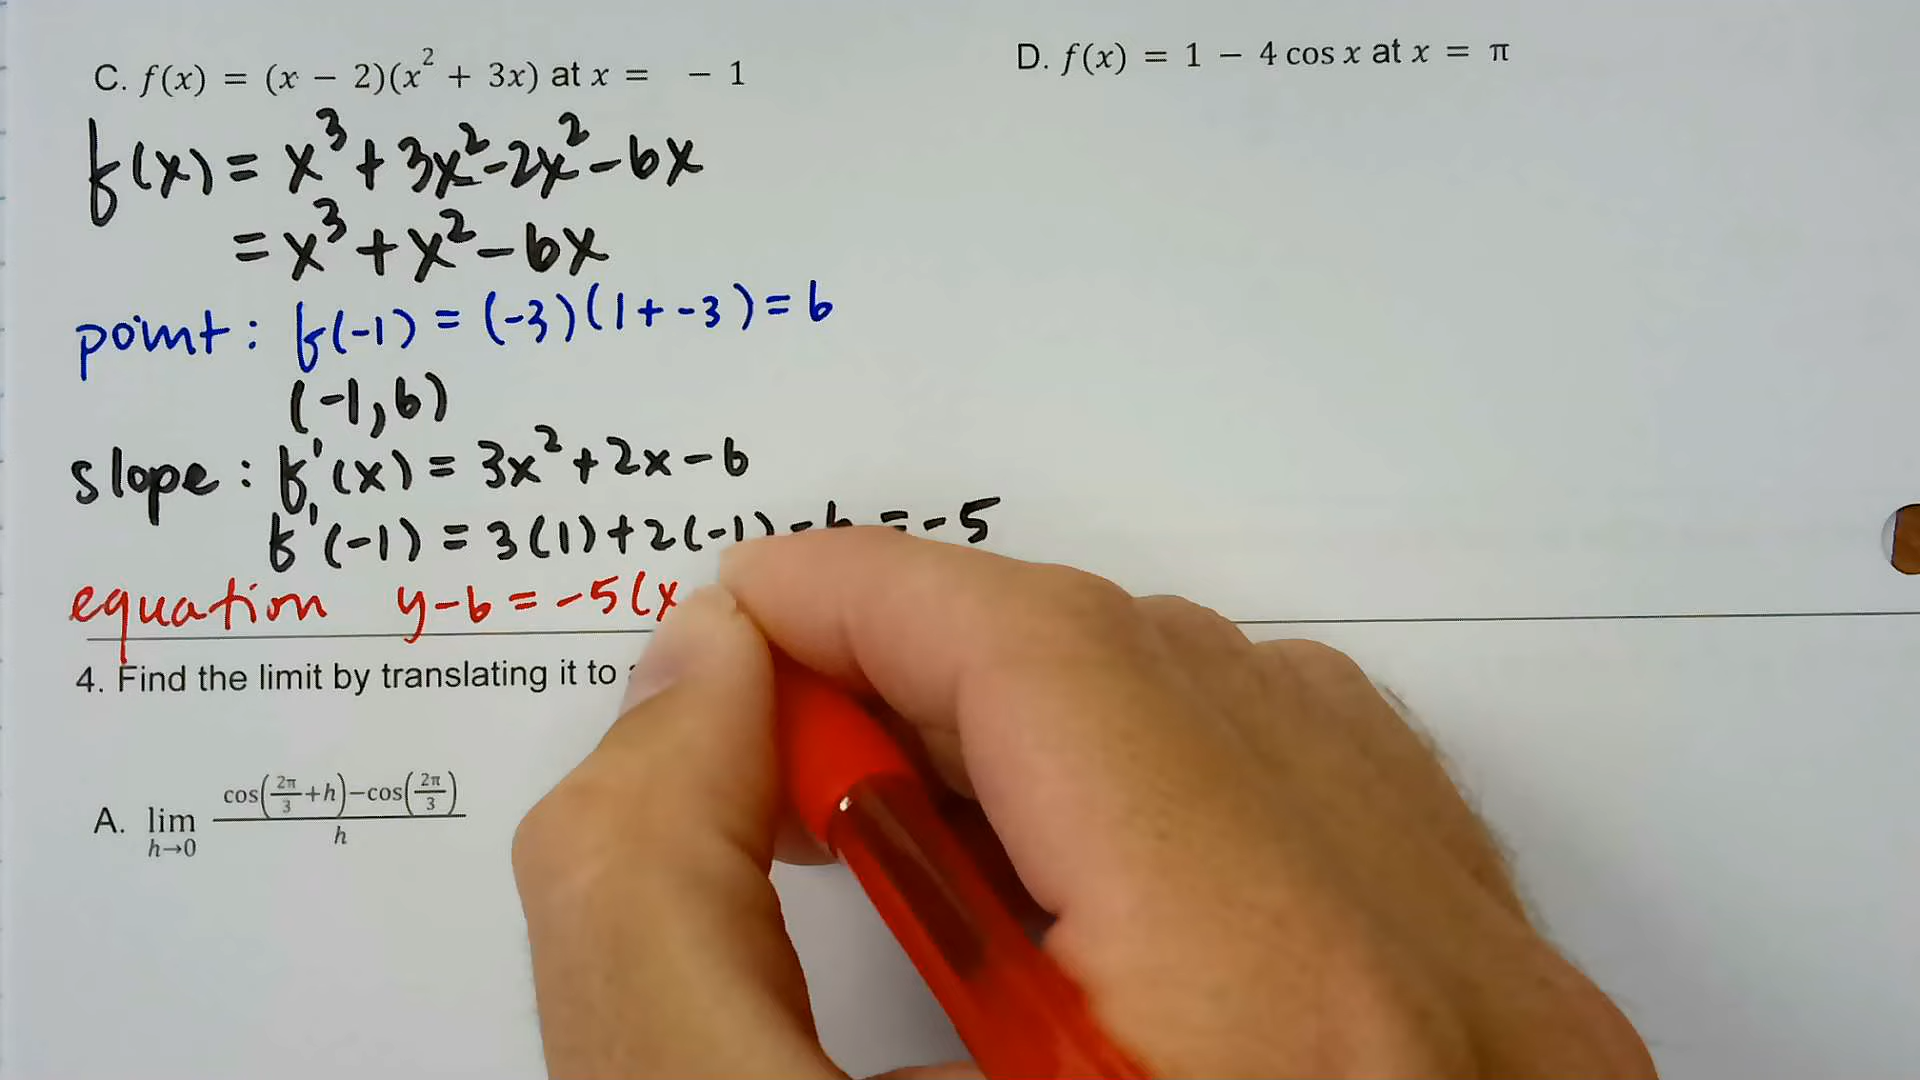 C. f(x) = (x − 2)(x² + 3x) at x = − 1
f(x) = x³ + 3x² - 2x² - 6x
= x³ + x² - 6x
point: f(-1) = (-3)(1 + -3) = 6
(-1, 6)
slope: f'(x) = 3x² + 2x - 6
f'(-1) = 3(1) + 2(-1) - 6 = -5
equation y - 6 = -5(x
D. f(x) = 1 − 4 cos x at x = π
4. Find the limit by translating it to
A. lim h→0 (cos(2π/3 + h) − cos(2π/3))/h